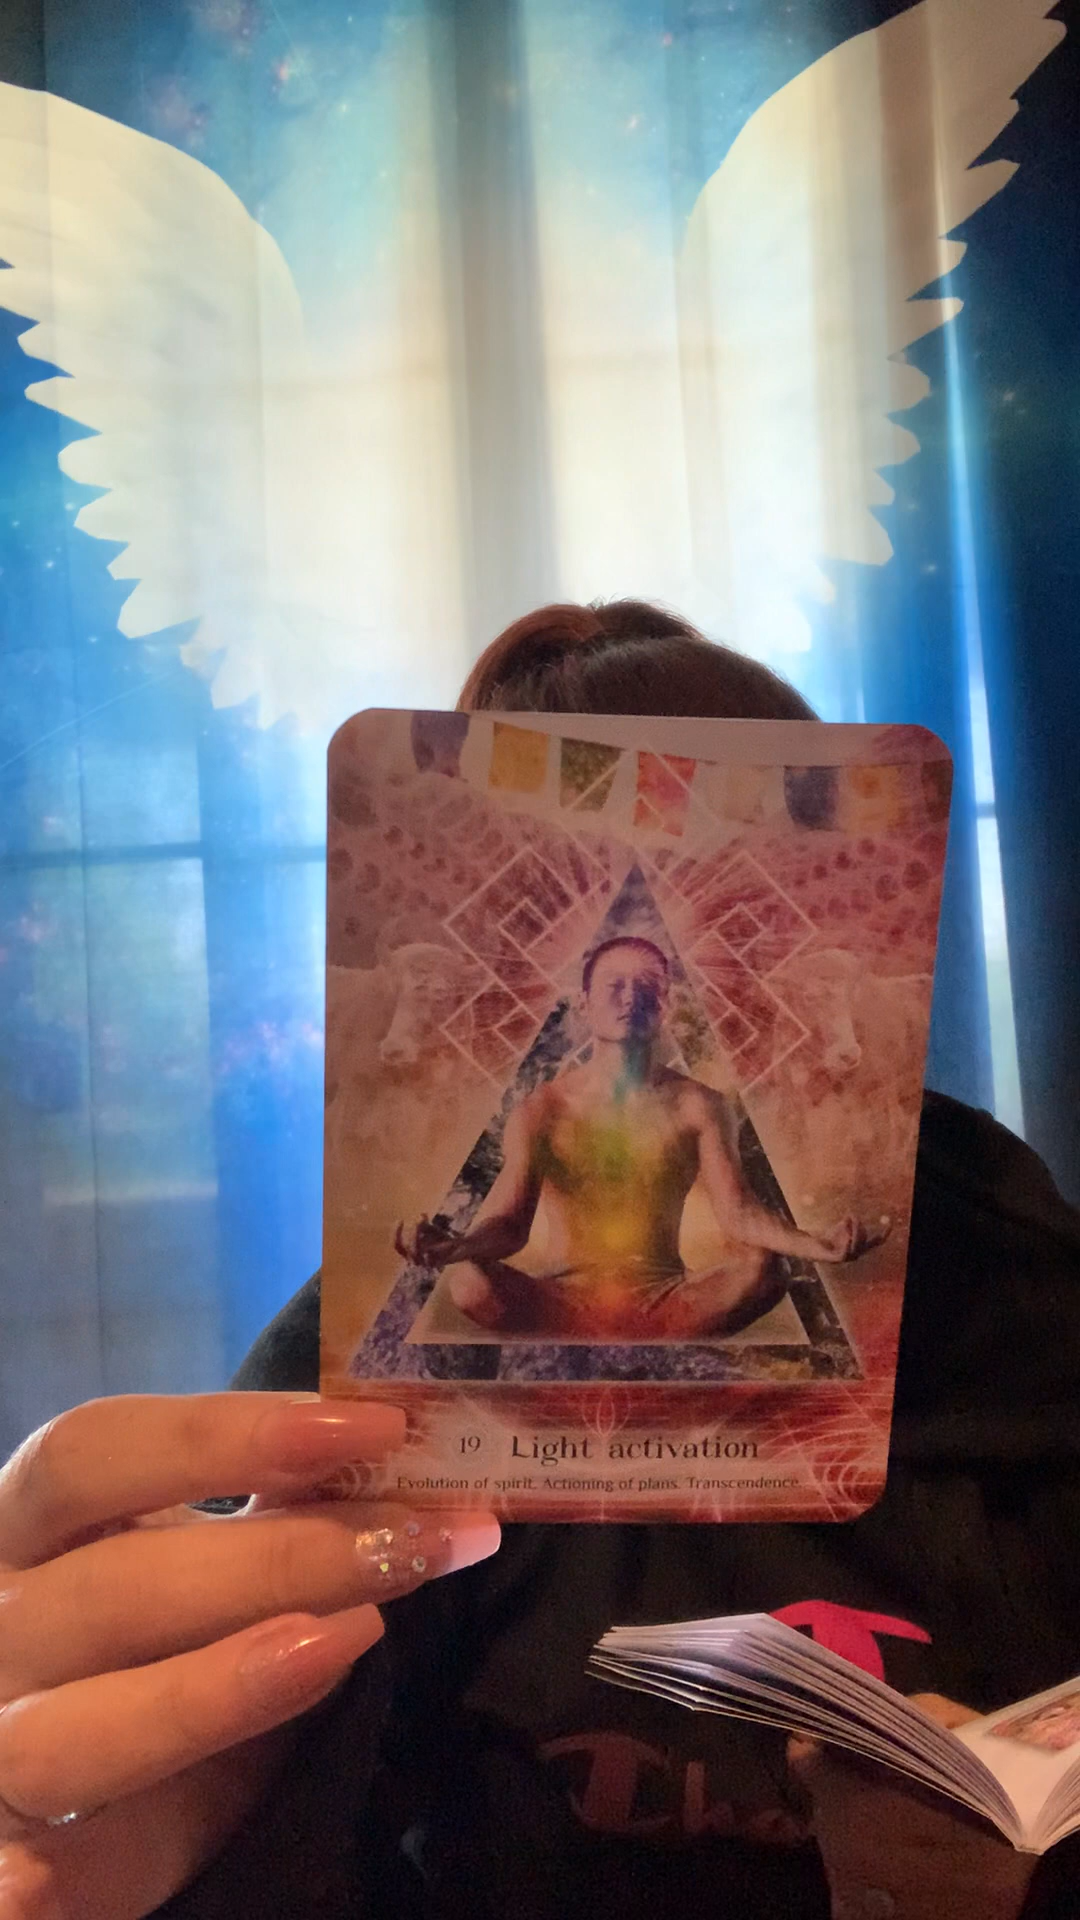 19 Light activation
Evolution of spirit. Actioning of plans. Transcendence.